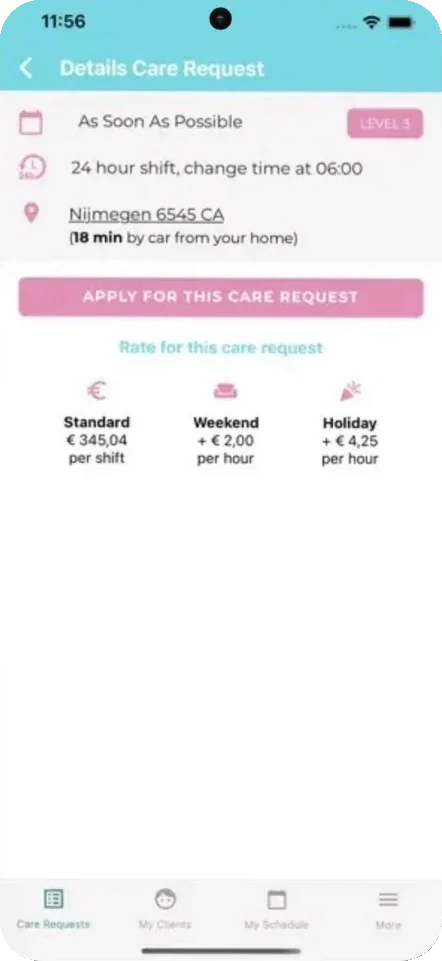 11:56
Details Care Request
As Soon As Possible
LEVEL 3
24 hour shift, change time at 06:00
Nijmegen 6545 CA
(18 min by car from your home)
APPLY FOR THIS CARE REQUEST
Rate for this care request
Standard Weekend Holiday
€ 345,04 + € 2,00 + € 4,25
per shift per hour per hour
Care Requests My Clients My Schedule More